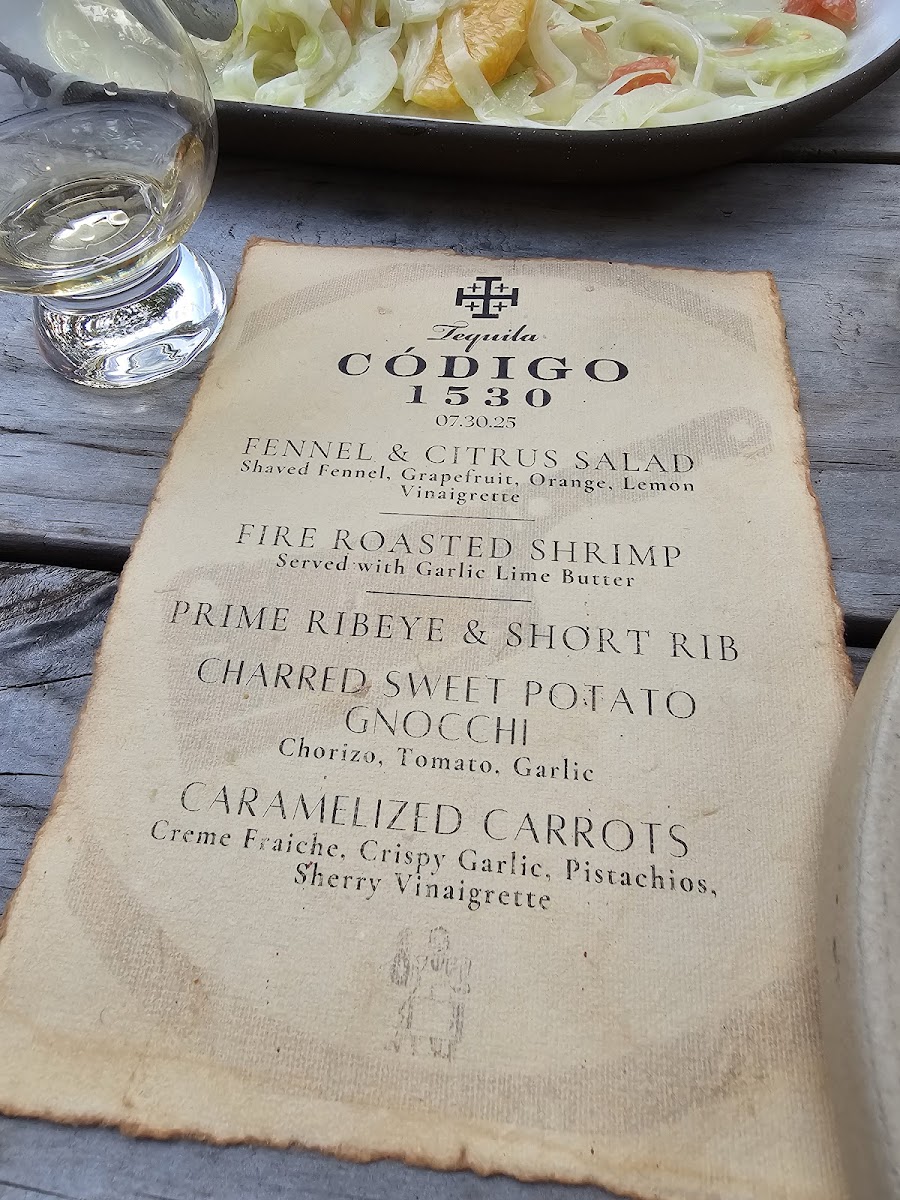 Tequila
CÓDIGO
1530
07.30.25
FENNEL & CITRUS SALAD
Shaved Fennel, Grapefruit, Orange, Lemon
Vinaigrette
FIRE ROASTED SHRIMP
Served with Garlic Lime Butter
PRIME RIBEYE & SHORT RIB
CHARRED SWEET POTATO
GNOCCHI
Chorizo, Tomato, Garlic
CARAMELIZED CARROTS
Creme Fraiche, Crispy Garlic, Pistachios,
Sherry Vinaigrette